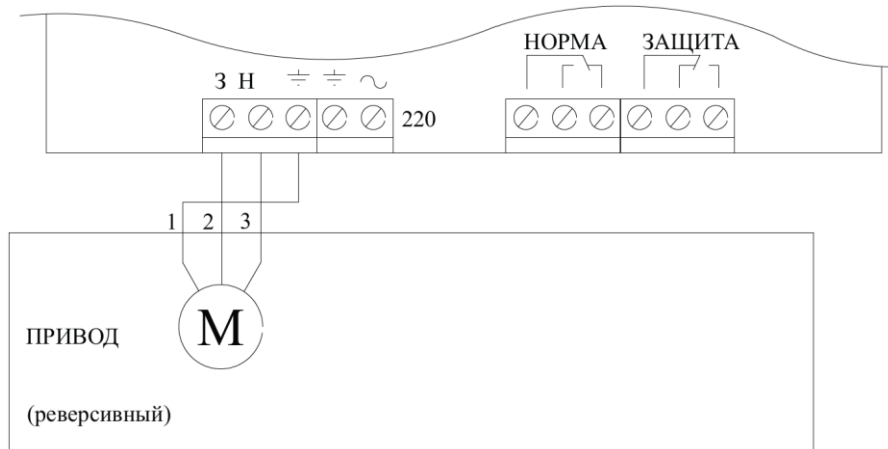 НОРМА ЗАЩИТА
З Н
220
1 2 3
М
ПРИВОД
(реверсивный)